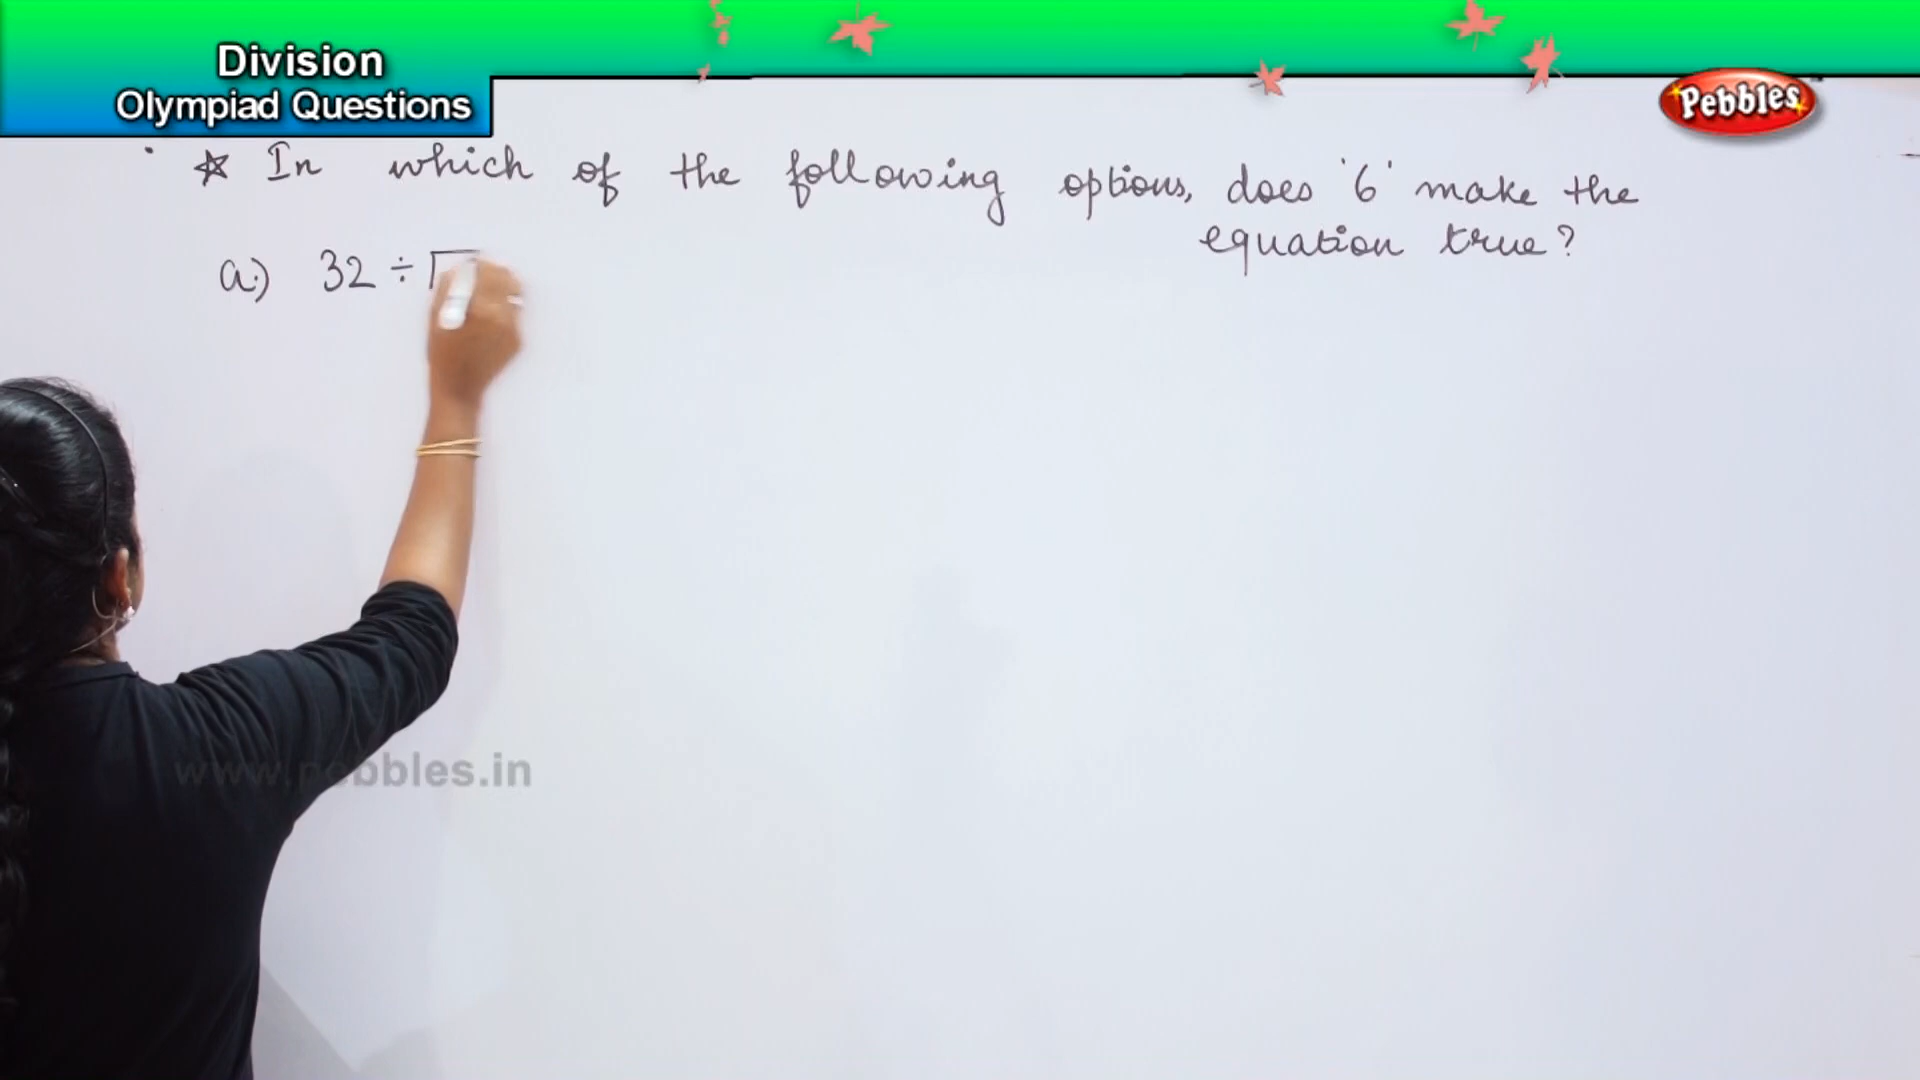 Division
Olympiad Questions
Pebbles
☆ In which of the following options, does '6' make the
equation true?
a.) 32 ÷
www.pebbles.in